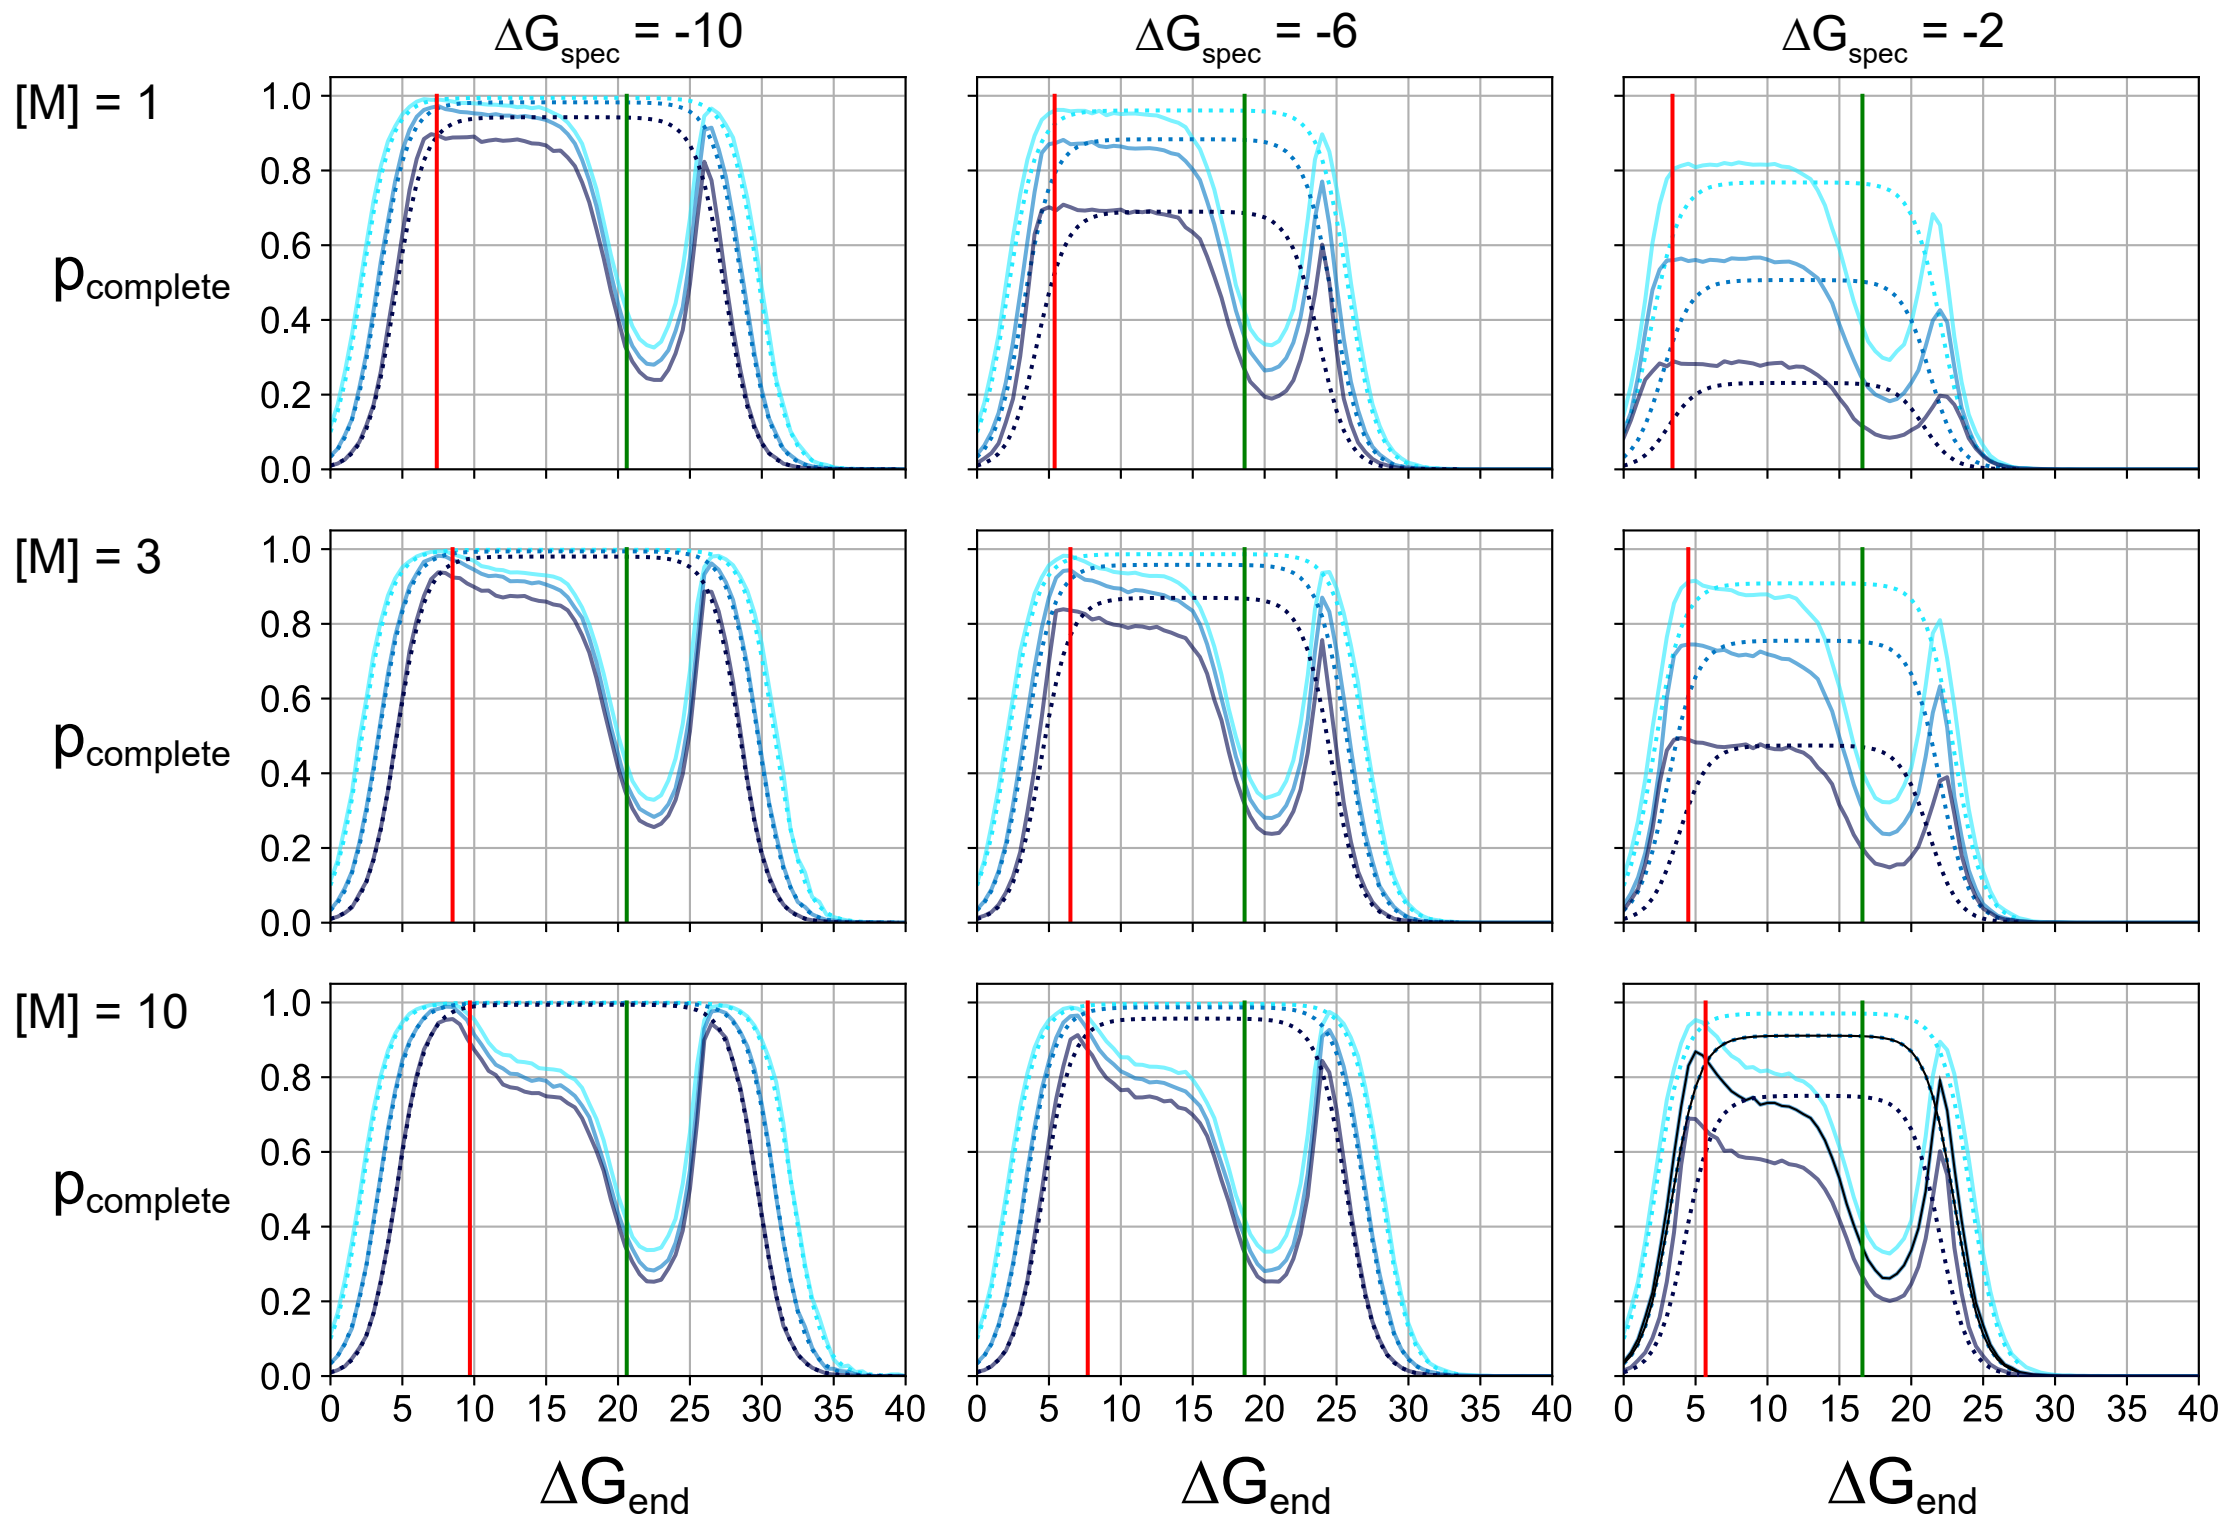 ΔGspec = -10
ΔGspec = -6
ΔGspec = -2
[M] = 1
pcomplete
1.0
0.8
0.6
0.4
0.2
0.0
[M] = 3
pcomplete
1.0
0.8
0.6
0.4
0.2
0.0
[M] = 10
pcomplete
1.0
0.8
0.6
0.4
0.2
0.0
0 5 10 15 20 25 30 35 40
0 5 10 15 20 25 30 35 40
0 5 10 15 20 25 30 35 40
ΔGend
ΔGend
ΔGend